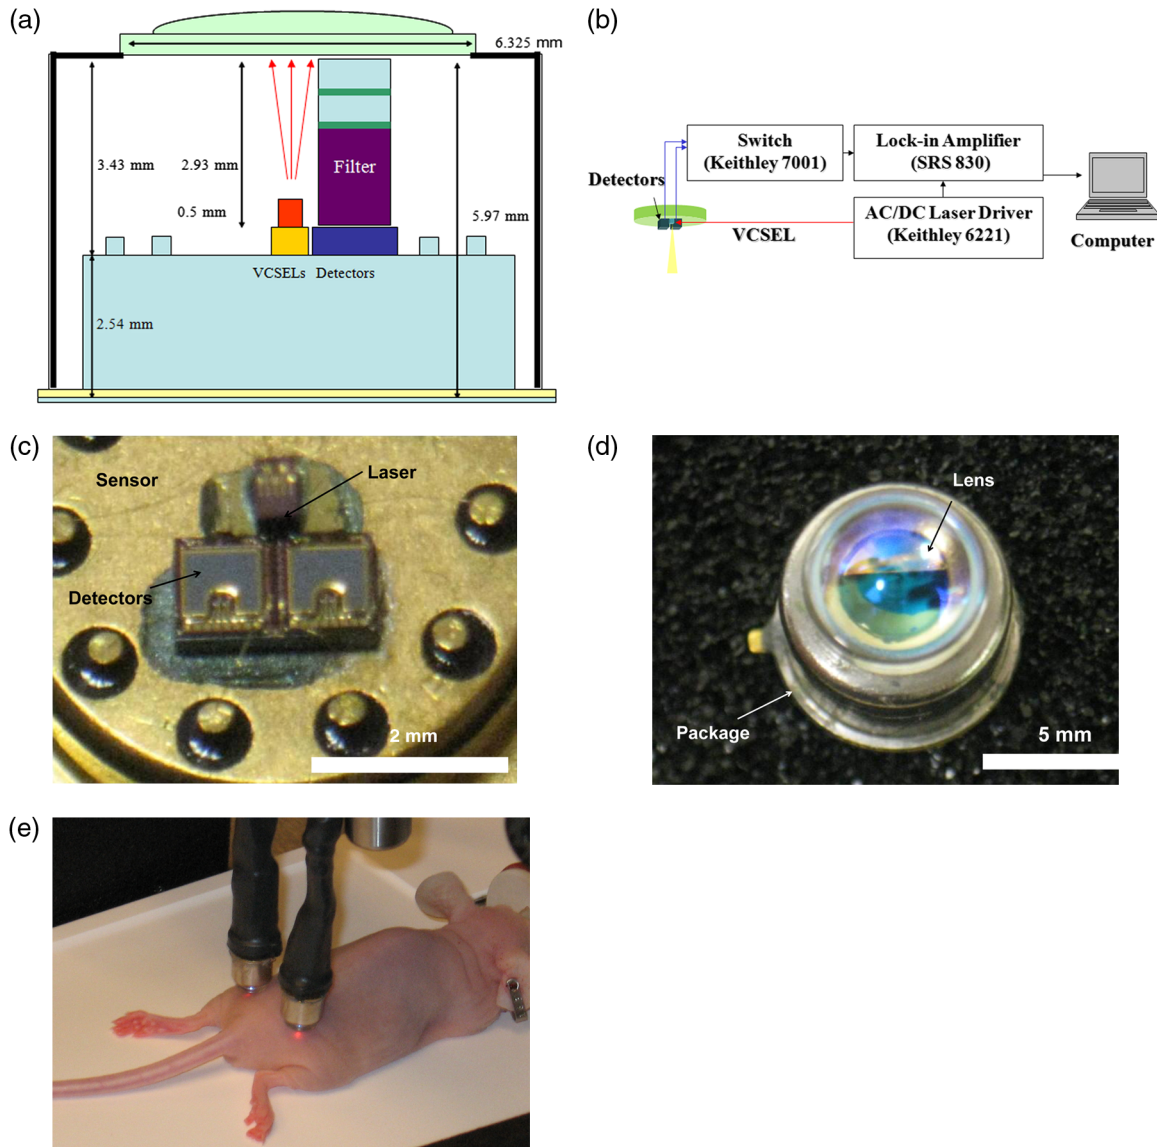 (a)
6.325 mm
3.43 mm
2.93 mm
Filter
0.5 mm
5.97 mm
VCSELs
Detectors
2.54 mm
(b)
Switch
(Keithley 7001)
Lock-in Amplifier
(SRS 830)
Detectors
AC/DC Laser Driver
(Keithley 6221)
VCSEL
Computer
(c)
Sensor
Laser
Detectors
2 mm
(d)
Lens
Package
5 mm
(e)